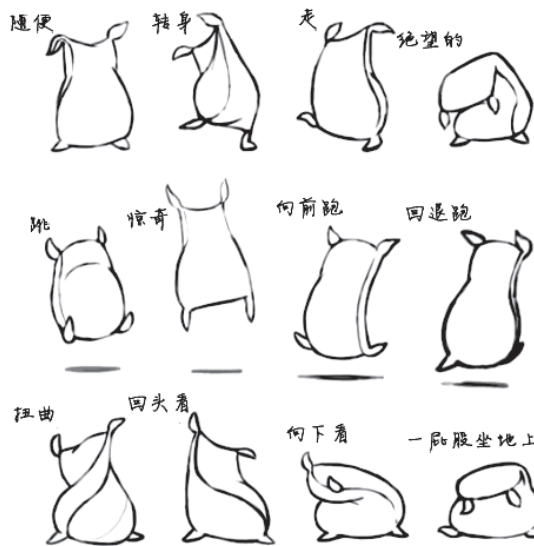 随便
转身
走
绝望的
跳
惊奇
向前跑
回退跑
扭曲
回头看
向下看
一屁股坐地上